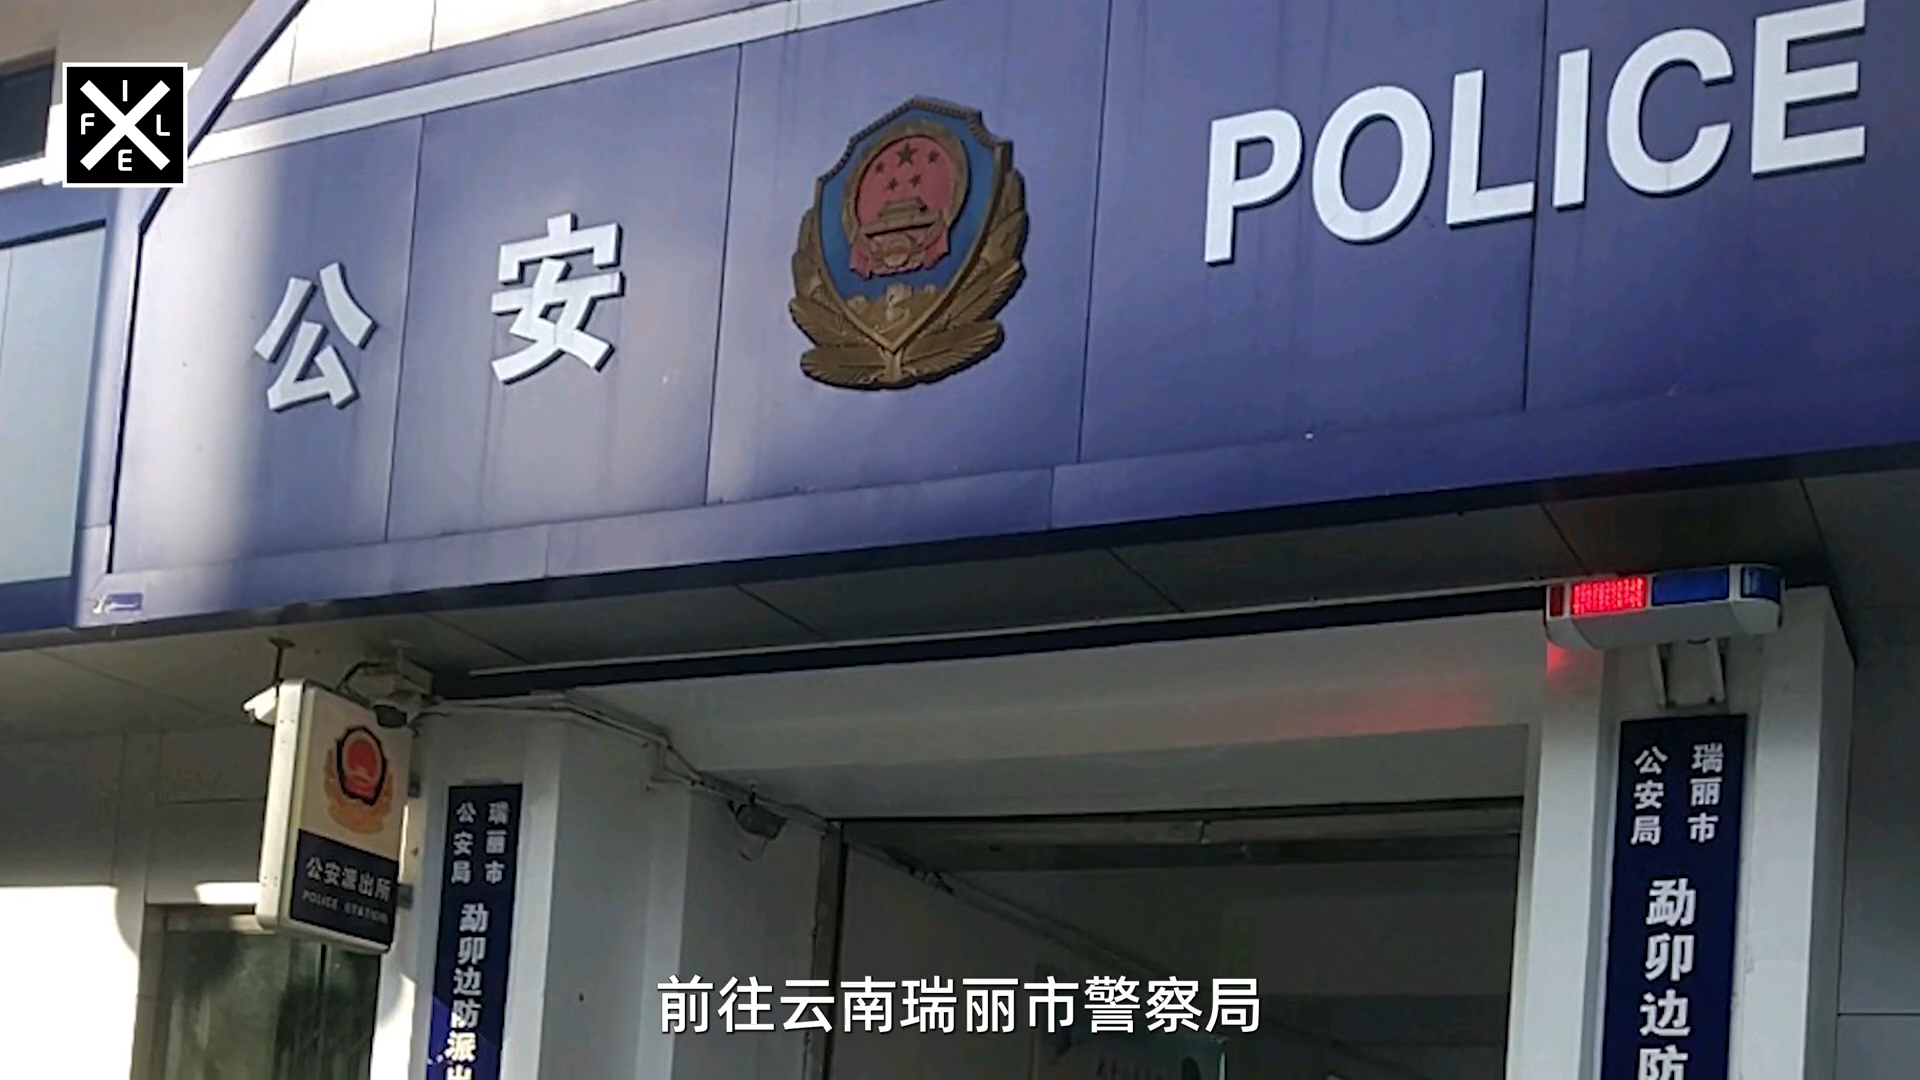 X FILE
公安 POLICE
公安派出所
POLICE STATION
瑞丽市
公安局
勐卯边防派出
瑞丽市
公安局
勐卯边防
前往云南瑞丽市警察局